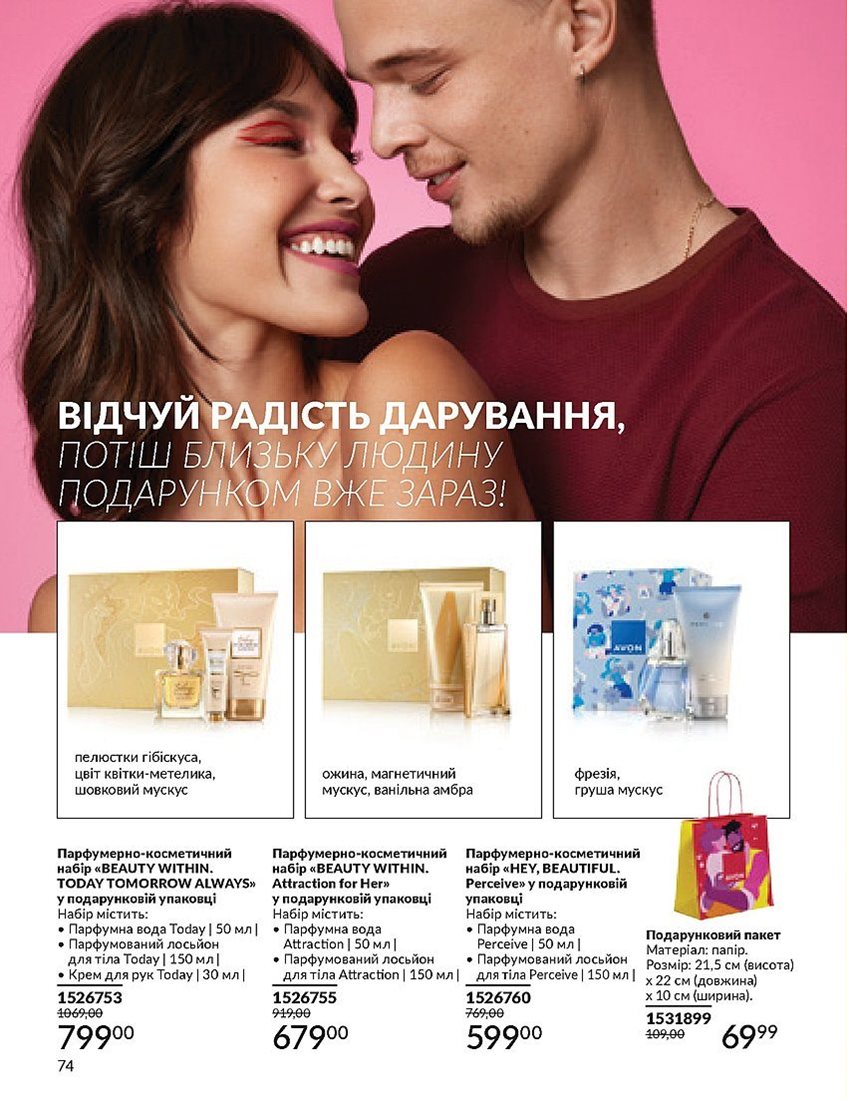 ВІДЧУЙ РАДІСТЬ ДАРУВАННЯ,
ПОТІШ БЛИЗЬКУ ЛЮДИНУ
ПОДАРУНКОМ ВЖЕ ЗАРАЗ!
AVON
пелюстки гібіскуса,
цвіт квітки-метелика,
шовковий мускус
ожина, магнетичний
мускус, ванільна амбра
AVON
фрезія,
груша мускус
Парфумерно-косметичний
набір «BEAUTY WITHIN.
TODAY TOMORROW ALWAYS»
у подарунковій упаковці
Набір містить:
• Парфумна вода Today | 50 мл |
• Парфумований лосьйон
для тіла Today | 150 мл |
• Крем для рук Today | 30 мл |
1526753
1069,00
79900
Парфумерно-косметичний
набір «BEAUTY WITHIN.
Attraction for Her»
у подарунковій упаковці
Набір містить:
• Парфумна вода
Attraction | 50 мл |
• Парфумований лосьйон
для тіла Attraction | 150 мл |
1526755
919,00
67900
Парфумерно-косметичний
набір «HEY, BEAUTIFUL.
Perceive» у подарунковій
упаковці
Набір містить:
• Парфумна вода
Perceive | 50 мл |
• Парфумований лосьйон
для тіла Perceive | 150 мл |
1526760
769,00
59900
AVON
Подарунковий пакет
Матеріал: папір.
Розмір: 21,5 см (висота)
х 22 см (довжина)
х 10 см (ширина).
1531899
109,00
6999
74